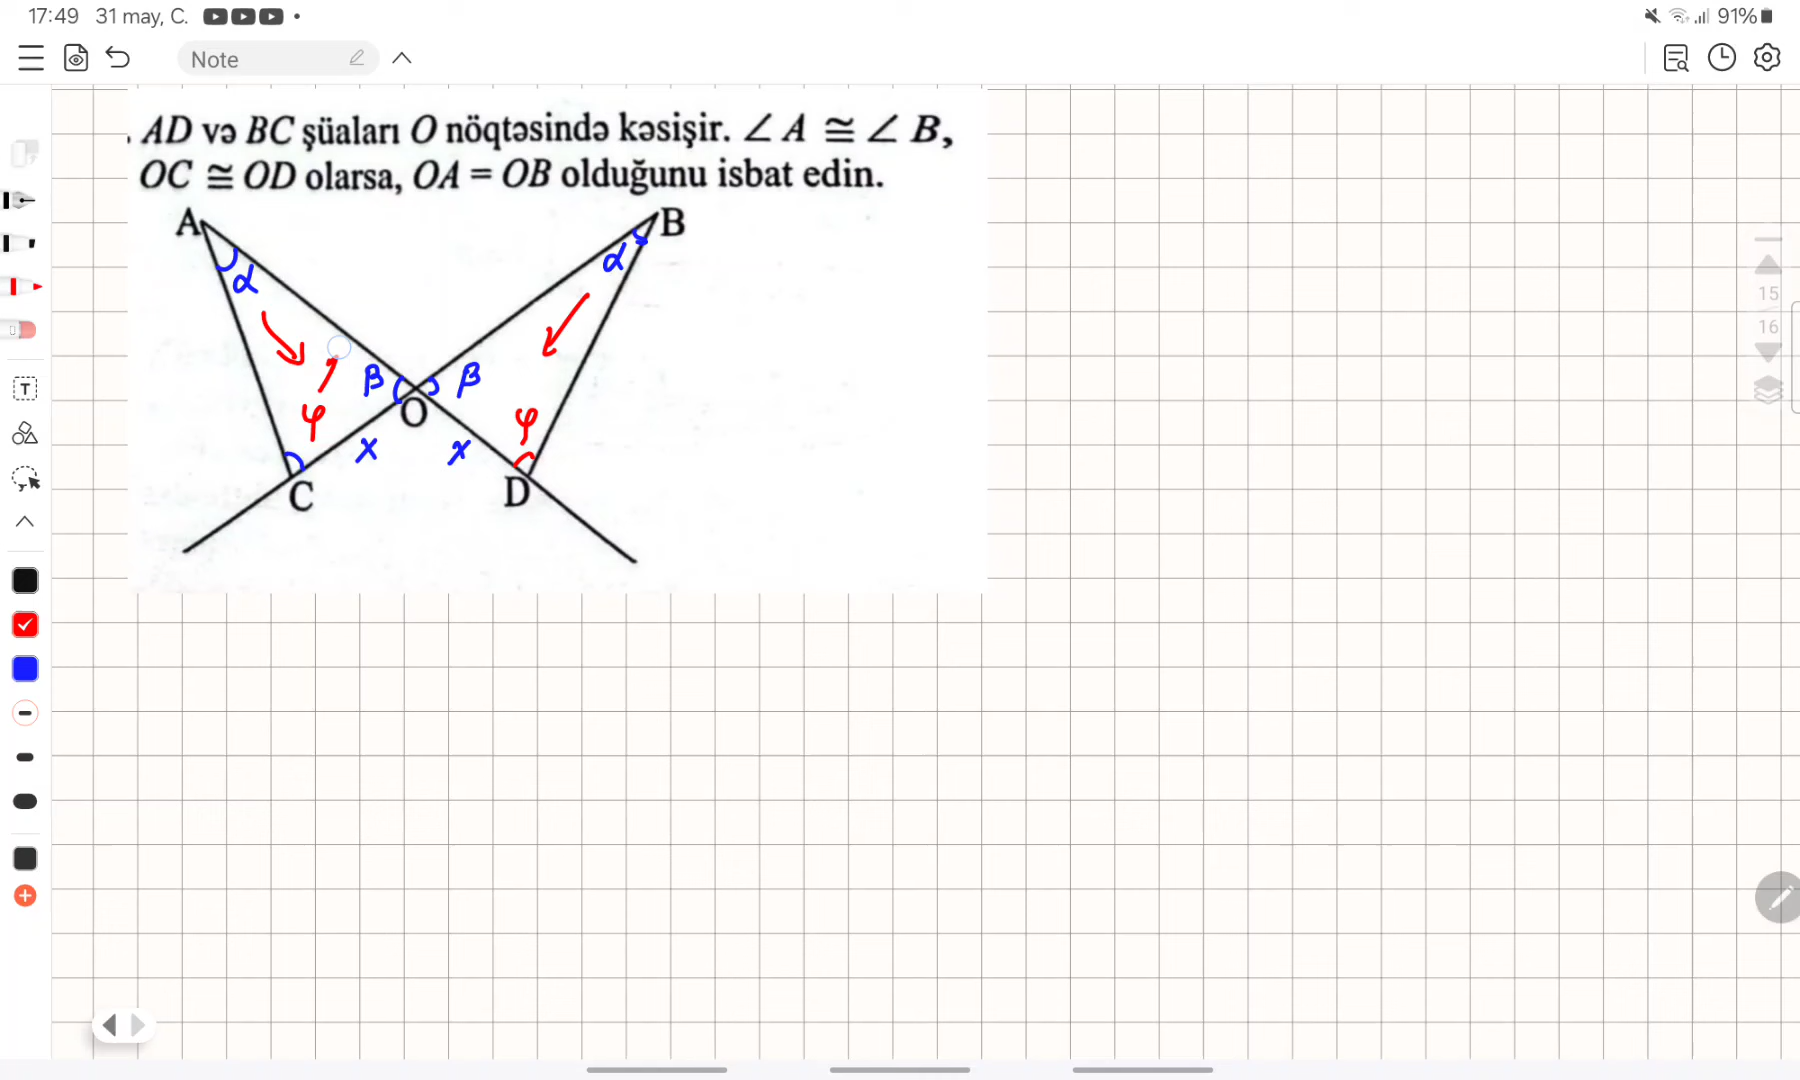 17:49 31 may, C.
91%
Note
AD və BC şüaları O nöqtəsində kəsişir. ∠A ≅ ∠B,
OC ≅ OD olarsa, OA = OB olduğunu isbat edin.
A B
α α
β β
O
φ φ
x x
C D
T
15
16